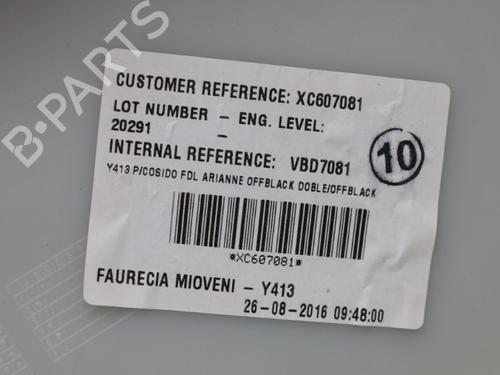 B-PARTS
CUSTOMER REFERENCE: XC607081
LOT NUMBER - ENG. LEVEL:
20291 -
INTERNAL REFERENCE: VBD7081
10
Y413 P/COSIDO FDL ARIANNE OFFBLACK DOBLE/OFFBLACK
*XC607081*
FAURECIA MIOVENI - Y413
26-08-2016 09:48:00